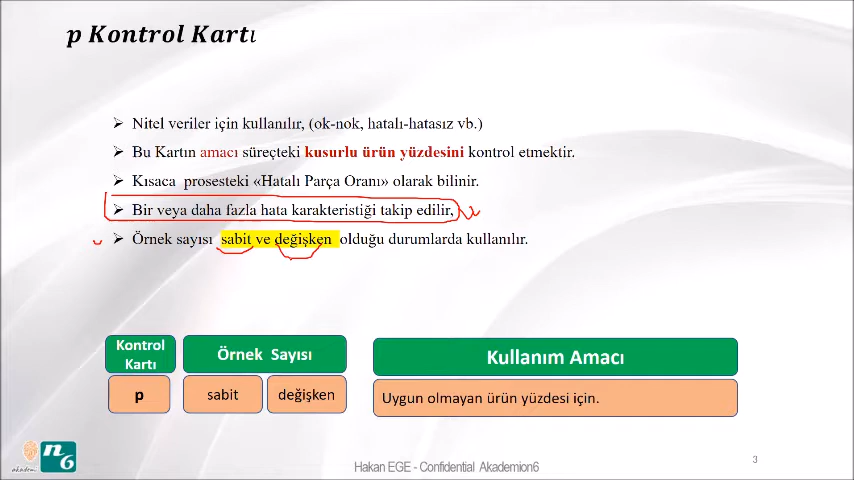 p Kontrol Kartı
➢ Nitel veriler için kullanılır, (ok-nok, hatalı-hatasız vb.)
➢ Bu Kartın amacı süreçteki kusurlu ürün yüzdesini kontrol etmektir.
➢ Kısaca prosesteki «Hatalı Parça Oranı» olarak bilinir.
➢ Bir veya daha fazla hata karakteristiği takip edilir,
➢ Örnek sayısı sabit ve değişken olduğu durumlarda kullanılır.
Kontrol
Kartı
Örnek Sayısı
Kullanım Amacı
p
sabit
değişken
Uygun olmayan ürün yüzdesi için.
akademi
n6
Hakan EGE - Confidential Akademion6
3